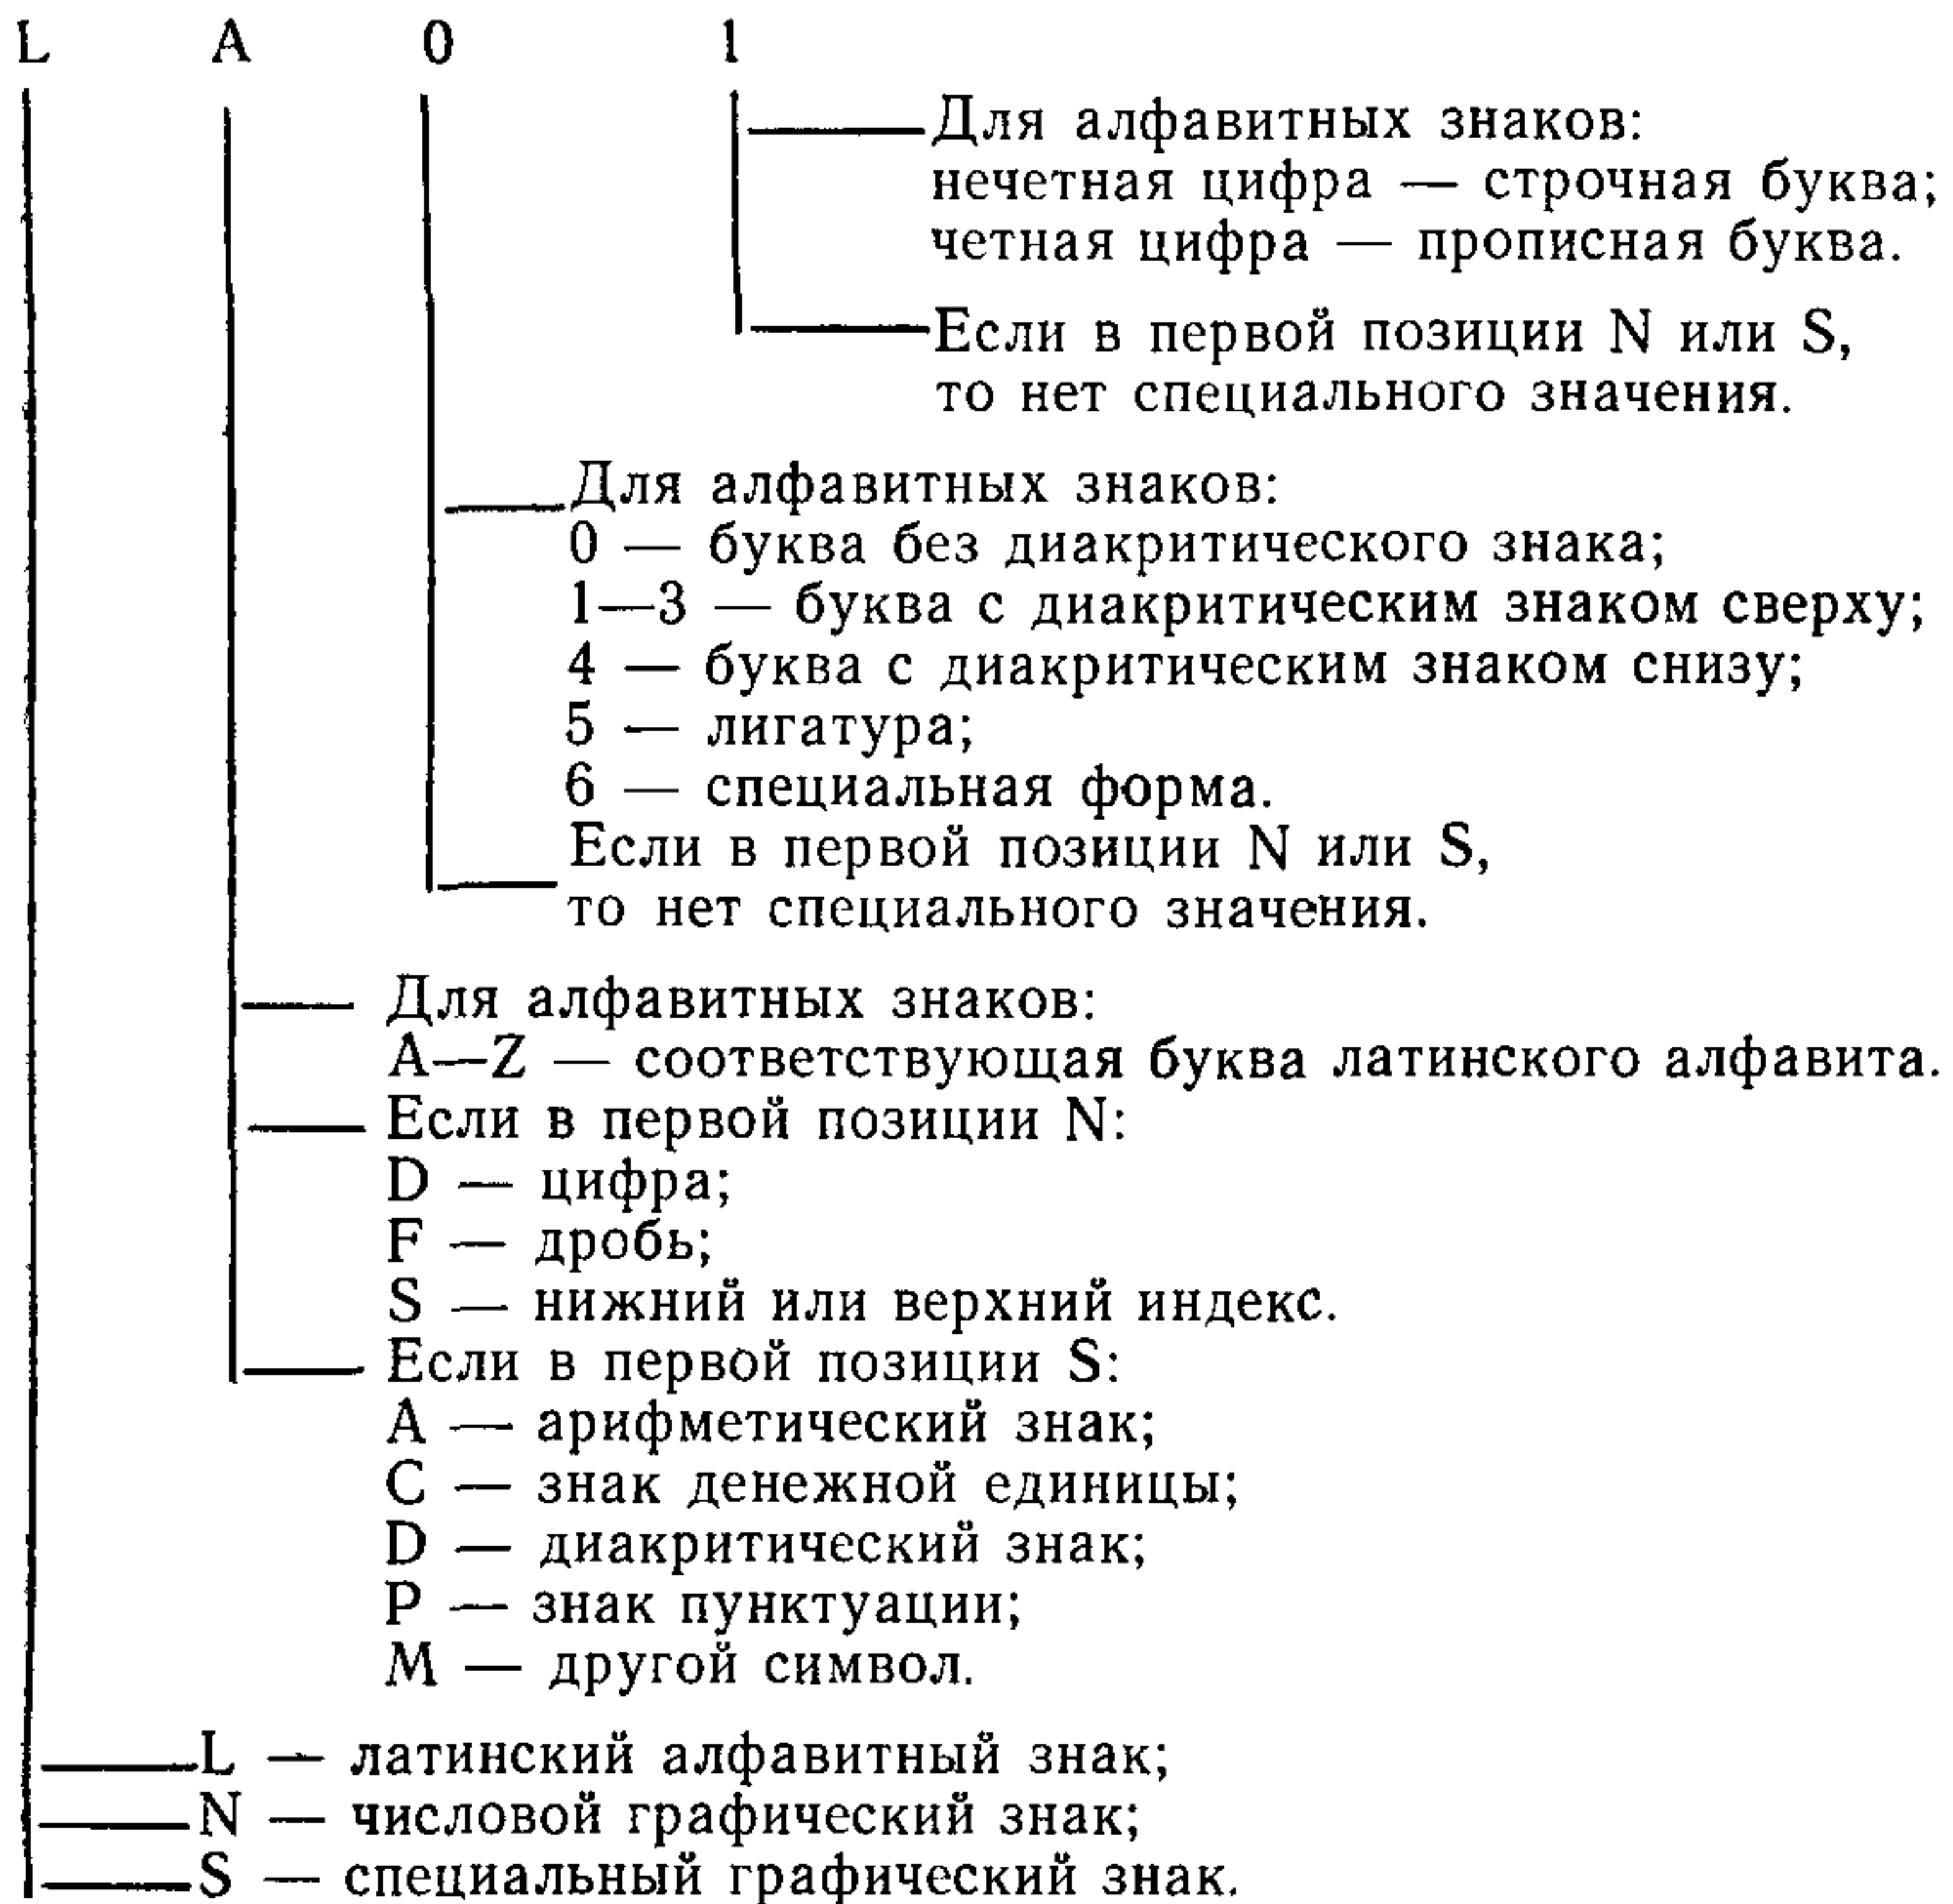 L A 0 1
Для алфавитных знаков:
нечетная цифра — строчная буква;
четная цифра — прописная буква.
Если в первой позиции N или S,
то нет специального значения.
Для алфавитных знаков:
0 — буква без диакритического знака;
1—3 — буква с диакритическим знаком сверху;
4 — буква с диакритическим знаком снизу;
5 — лигатура;
6 — специальная форма.
Если в первой позиции N или S,
то нет специального значения.
Для алфавитных знаков:
A—Z — соответствующая буква латинского алфавита.
Если в первой позиции N:
D — цифра;
F — дробь;
S — нижний или верхний индекс.
Если в первой позиции S:
A — арифметический знак;
C — знак денежной единицы;
D — диакритический знак;
P — знак пунктуации;
M — другой символ.
L — латинский алфавитный знак;
N — числовой графический знак;
S — специальный графический знак.